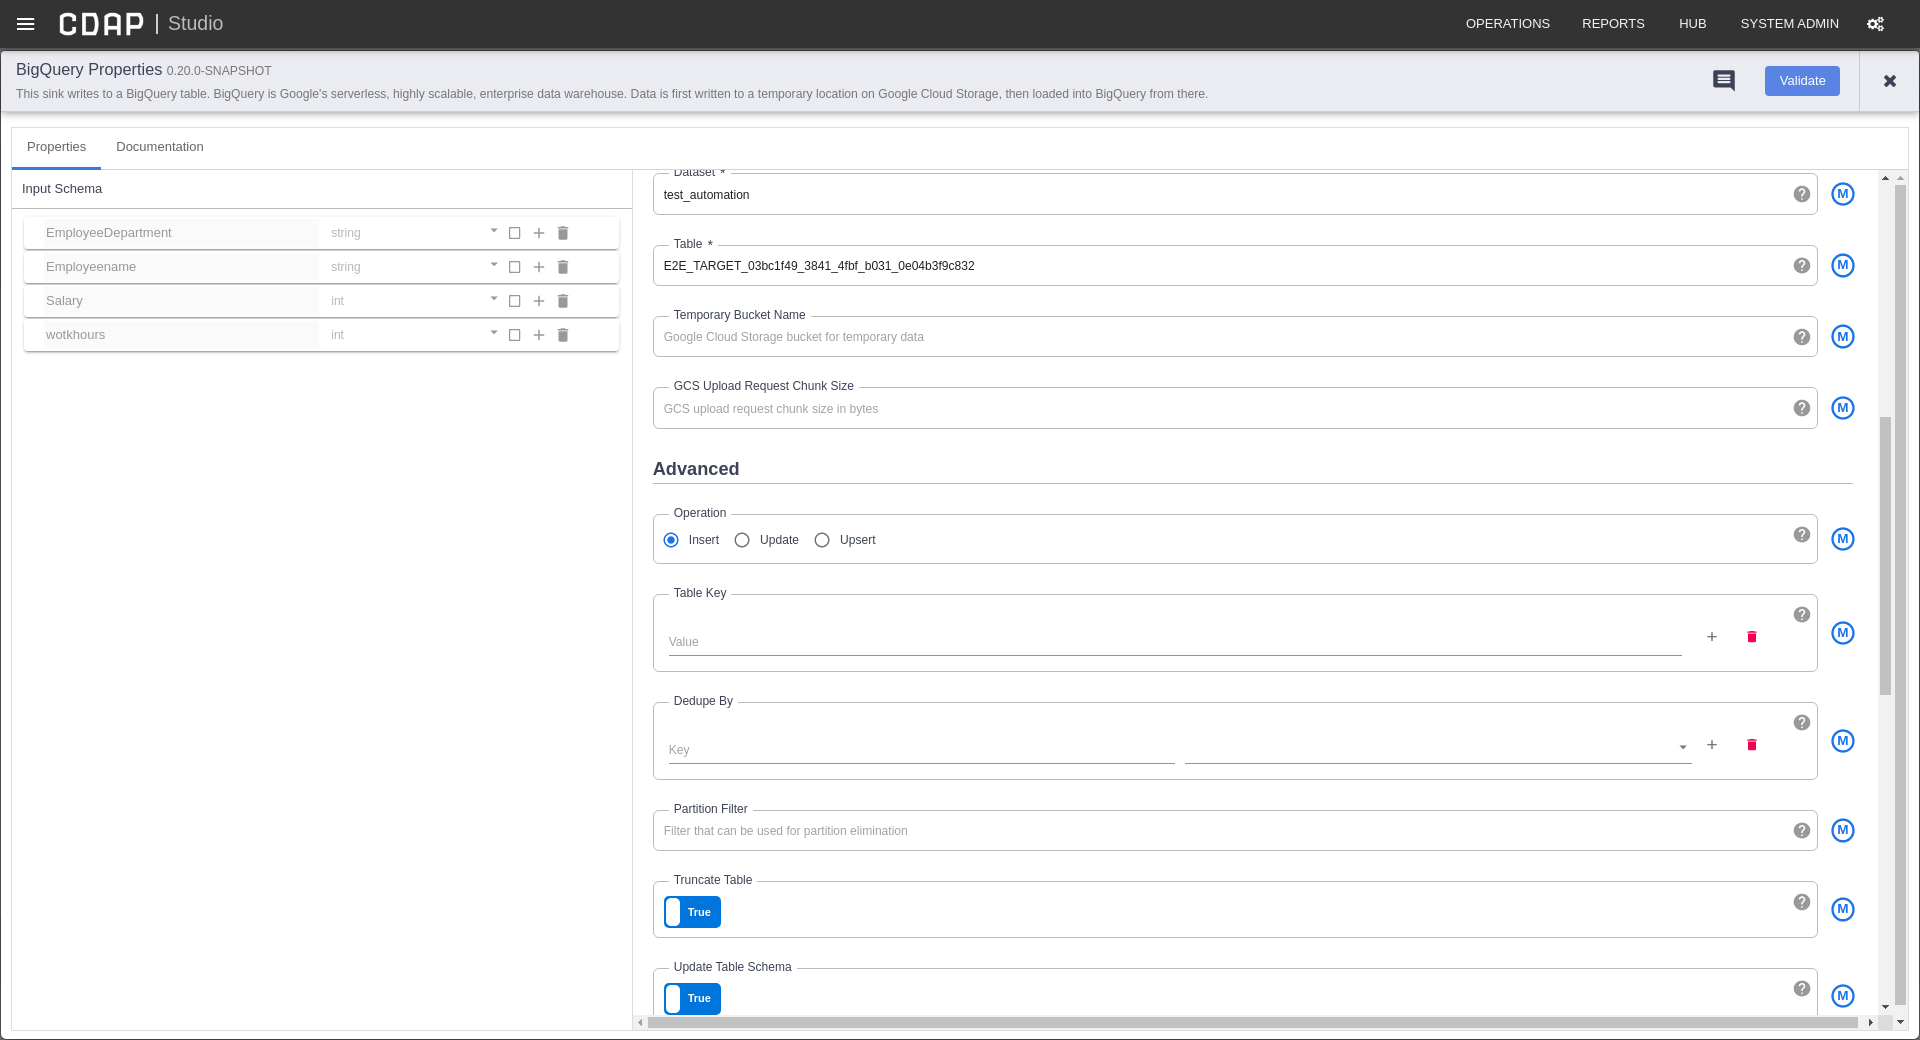 CDAP | Studio
OPERATIONS REPORTS HUB SYSTEM ADMIN
BigQuery Properties 0.20.0-SNAPSHOT
This sink writes to a BigQuery table. BigQuery is Google's serverless, highly scalable, enterprise data warehouse. Data is first written to a temporary location on Google Cloud Storage, then loaded into BigQuery from there.
Validate
Properties Documentation
Input Schema
EmployeeDepartment string
Employeename string
Salary int
wotkhours int
Dataset *
test_automation
M
Table *
E2E_TARGET_03bc1f49_3841_4fbf_b031_0e04b3f9c832
M
Temporary Bucket Name
Google Cloud Storage bucket for temporary data
M
GCS Upload Request Chunk Size
GCS upload request chunk size in bytes
M
Advanced
Operation
Insert Update Upsert
M
Table Key
Value
M
Dedupe By
Key
M
Partition Filter
Filter that can be used for partition elimination
M
Truncate Table
True
M
Update Table Schema
True
M